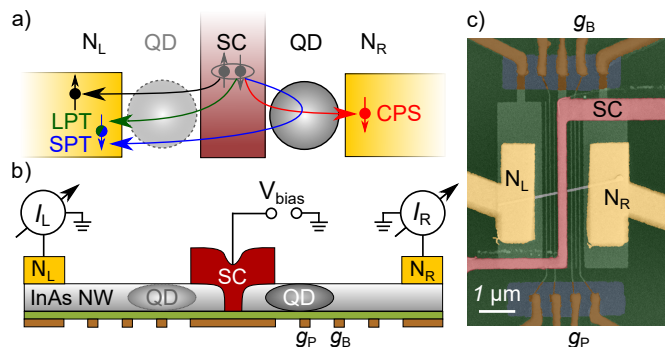 a)
N_L QD SC QD N_R
LPT
SPT
CPS
b)
V_bias
I_L
I_R
N_L
SC
N_R
InAs NW
QD
QD
g_P g_B
c)
g_B
SC
N_L
N_R
1 μm
g_P